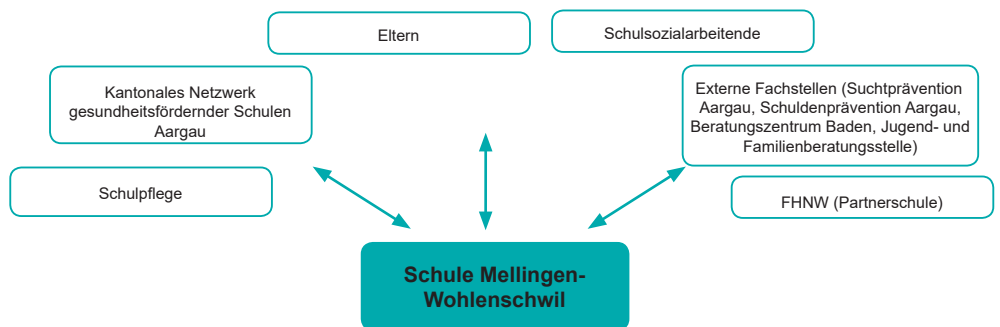 Eltern
Schulsozialarbeitende
Kantonales Netzwerk
gesundheitsfördernder Schulen
Aargau
Externe Fachstellen (Suchtprävention
Aargau, Schuldenprävention Aargau,
Beratungszentrum Baden, Jugend- und
Familienberatungsstelle)
Schulpflege
FHNW (Partnerschule)
Schule Mellingen-
Wohlenschwil